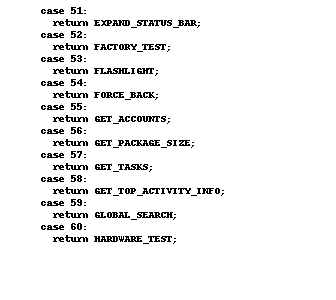 case 51:
return EXPAND_STATUS_BAR;
case 52:
return FACTORY_TEST;
case 53:
return FLASHLIGHT;
case 54:
return FORCE_BACK;
case 55:
return GET_ACCOUNTS;
case 56:
return GET_PACKAGE_SIZE;
case 57:
return GET_TASKS;
case 58:
return GET_TOP_ACTIVITY_INFO;
case 59:
return GLOBAL_SEARCH;
case 60:
return HARDWARE_TEST;